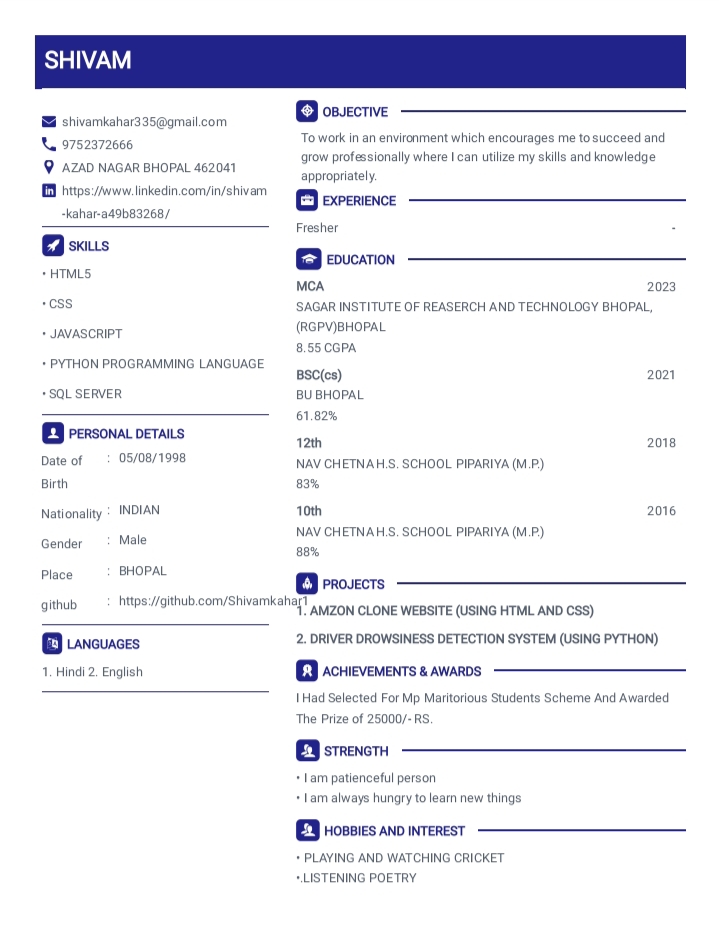 SHIVAM
shivamkahar335@gmail.com
9752372666
AZAD NAGAR BHOPAL 462041
https://www.linkedin.com/in/shivam
-kahar-a49b83268/
SKILLS
• HTML5
• CSS
• JAVASCRIPT
• PYTHON PROGRAMMING LANGUAGE
• SQL SERVER
PERSONAL DETAILS
Date of Birth : 05/08/1998
Nationality : INDIAN
Gender : Male
Place : BHOPAL
github : https://github.com/Shivamkahar1
LANGUAGES
1. Hindi 2. English
OBJECTIVE
To work in an environment which encourages me to succeed and
grow professionally where I can utilize my skills and knowledge
appropriately.
EXPERIENCE
Fresher -
EDUCATION
MCA 2023
SAGAR INSTITUTE OF REASERCH AND TECHNOLOGY BHOPAL,
(RGPV)BHOPAL
8.55 CGPA
BSC(cs) 2021
BU BHOPAL
61.82%
12th 2018
NAV CHETNA H.S. SCHOOL PIPARIYA (M.P.)
83%
10th 2016
NAV CHETNA H.S. SCHOOL PIPARIYA (M.P.)
88%
PROJECTS
1. AMZON CLONE WEBSITE (USING HTML AND CSS)
2. DRIVER DROWSINESS DETECTION SYSTEM (USING PYTHON)
ACHIEVEMENTS & AWARDS
I Had Selected For Mp Maritorious Students Scheme And Awarded
The Prize of 25000/- RS.
STRENGTH
• I am patienceful person
• I am always hungry to learn new things
HOBBIES AND INTEREST
• PLAYING AND WATCHING CRICKET
•.LISTENING POETRY